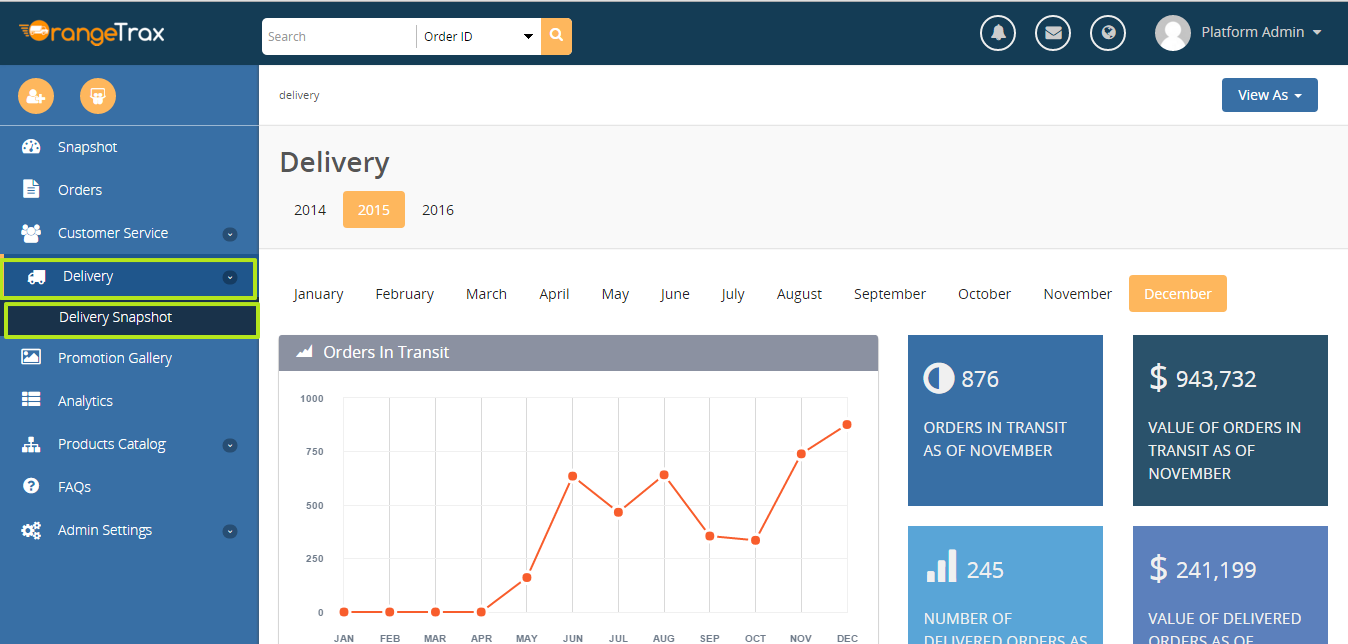 OrangeTrax
Search
Order ID
Platform Admin
delivery
View As
Snapshot
Orders
Customer Service
Delivery
Delivery Snapshot
Promotion Gallery
Analytics
Products Catalog
FAQs
Admin Settings
Delivery
2014 2015 2016
January February March April May June July August September October November December
Orders In Transit
1000
750
500
250
0
JAN FEB MAR APR MAY JUN JUL AUG SEP OCT NOV DEC
876
ORDERS IN TRANSIT
AS OF NOVEMBER
$ 943,732
VALUE OF ORDERS IN
TRANSIT AS OF
NOVEMBER
245
NUMBER OF
DELIVERED ORDERS AS
$ 241,199
VALUE OF DELIVERED
ORDERS AS OF